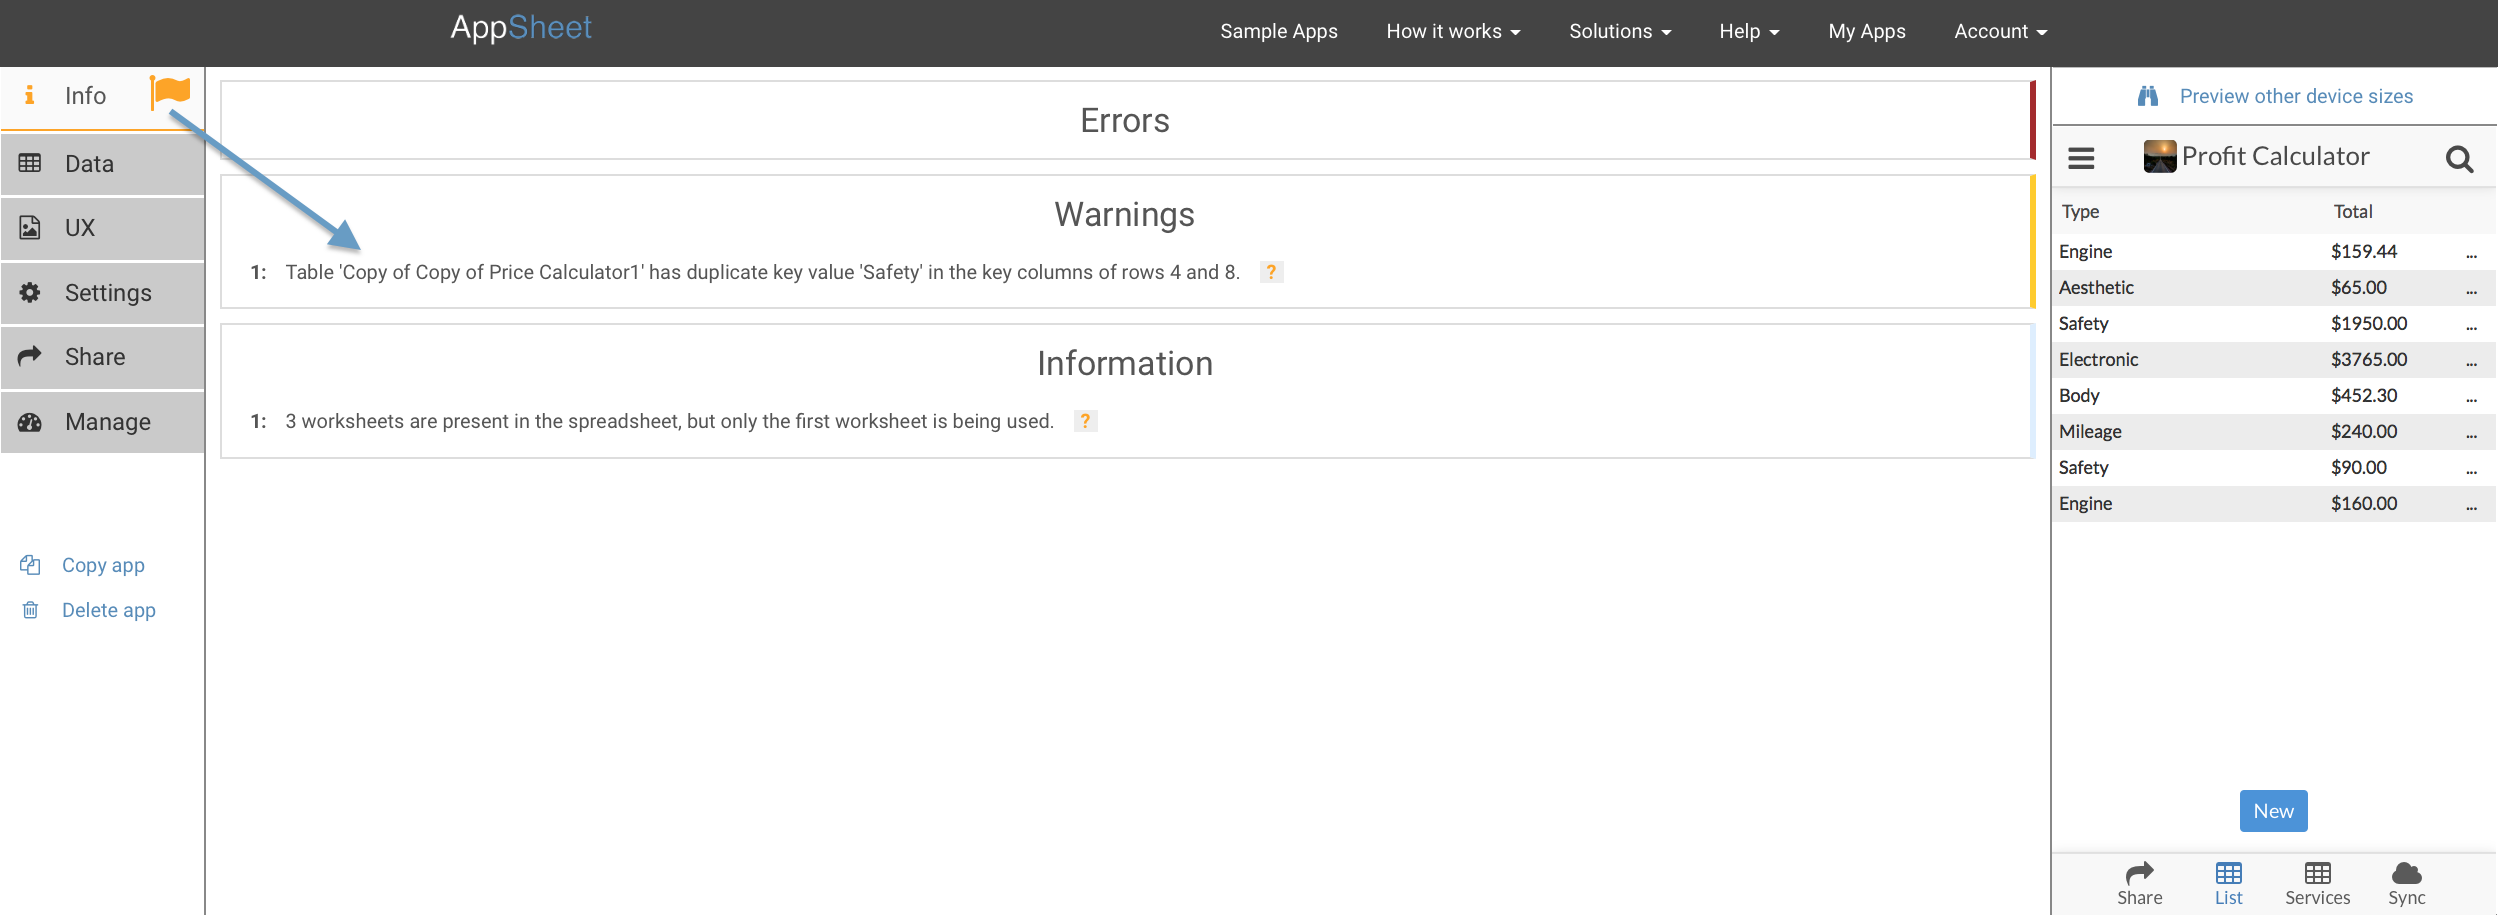 AppSheet
Sample Apps How it works Solutions Help My Apps Account
Info
Data
UX
Settings
Share
Manage
Copy app
Delete app
Errors
Warnings
1: Table 'Copy of Copy of Price Calculator1' has duplicate key value 'Safety' in the key columns of rows 4 and 8. ?
Information
1: 3 worksheets are present in the spreadsheet, but only the first worksheet is being used. ?
Preview other device sizes
Profit Calculator
Type Total
Engine $159.44 ...
Aesthetic $65.00 ...
Safety $1950.00 ...
Electronic $3765.00 ...
Body $452.30 ...
Mileage $240.00 ...
Safety $90.00 ...
Engine $160.00 ...
New
Share List Services Sync